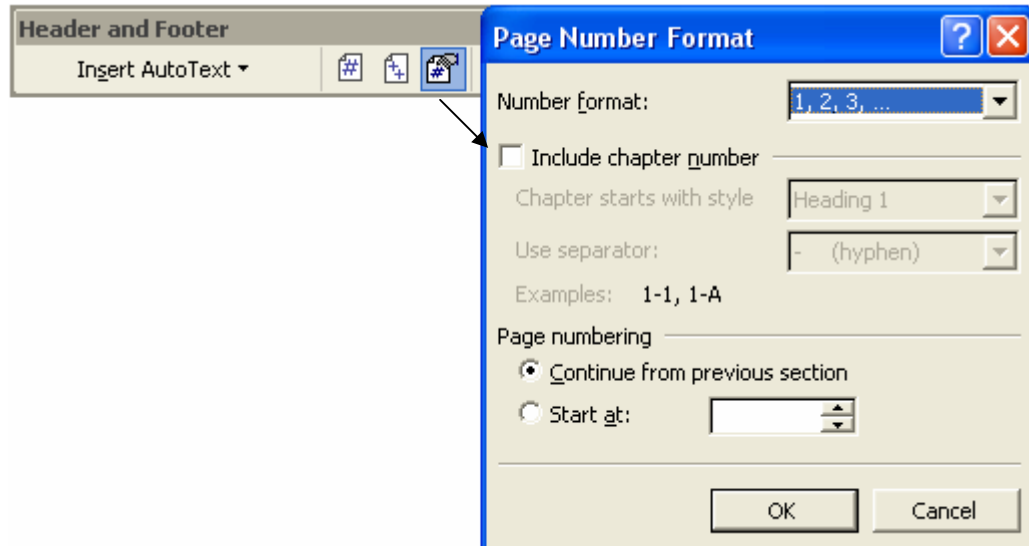 Header and Footer
Insert AutoText
Page Number Format
Number format: 1, 2, 3, ...
Include chapter number
Chapter starts with style Heading 1
Use separator: - (hyphen)
Examples: 1-1, 1-A
Page numbering
Continue from previous section
Start at:
OK Cancel